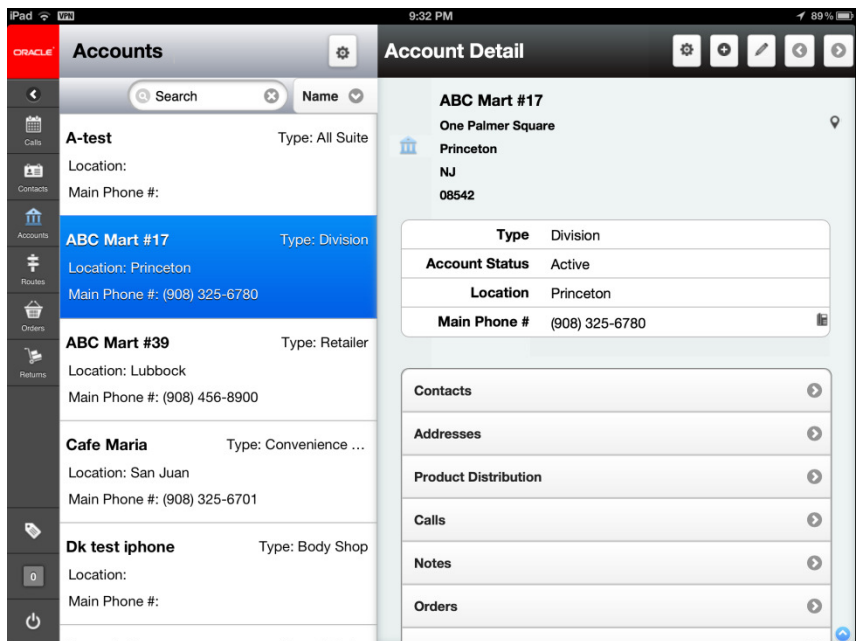 iPad VPN 9:32 PM 89%
ORACLE
Accounts
Account Detail
Search
Name
Calls
Contacts
Accounts
Routes
Orders
Returns
0
A-test Type: All Suite
Location:
Main Phone #:
ABC Mart #17 Type: Division
Location: Princeton
Main Phone #: (908) 325-6780
ABC Mart #39 Type: Retailer
Location: Lubbock
Main Phone #: (908) 456-8900
Cafe Maria Type: Convenience ...
Location: San Juan
Main Phone #: (908) 325-6701
Dk test iphone Type: Body Shop
Location:
Main Phone #:
ABC Mart #17
One Palmer Square
Princeton
NJ
08542
Type Division
Account Status Active
Location Princeton
Main Phone # (908) 325-6780
Contacts
Addresses
Product Distribution
Calls
Notes
Orders